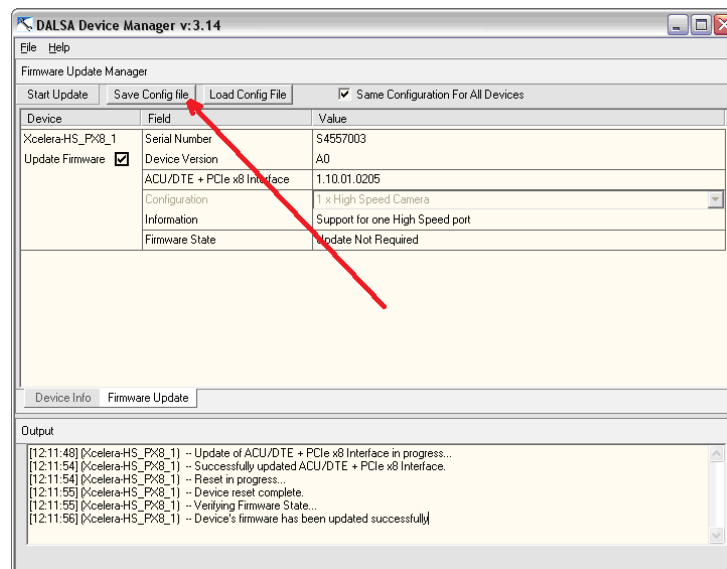 DALSA Device Manager v: 3.14
File Help
Firmware Update Manager
Start Update Save Config file Load Config File Same Configuration For All Devices
Device Field Value
Xcelera-HS_PX8_1 Serial Number S4557003
Update Firmware Device Version A0
ACU/DTE + PCIe x8 Interface 1.10.01.0205
Configuration 1 x High Speed Camera
Information Support for one High Speed port
Firmware State Update Not Required
Device Info Firmware Update
Output
[12:11:48] (Xcelera-HS_PX8_1) -- Update of ACU/DTE + PCIe x8 Interface in progress...
[12:11:54] (Xcelera-HS_PX8_1) -- Successfully updated ACU/DTE + PCIe x8 Interface.
[12:11:54] (Xcelera-HS_PX8_1) -- Reset in progress...
[12:11:55] (Xcelera-HS_PX8_1) -- Device reset complete.
[12:11:55] (Xcelera-HS_PX8_1) -- Verifying Firmware State...
[12:11:56] (Xcelera-HS_PX8_1) -- Device's firmware has been updated successfully